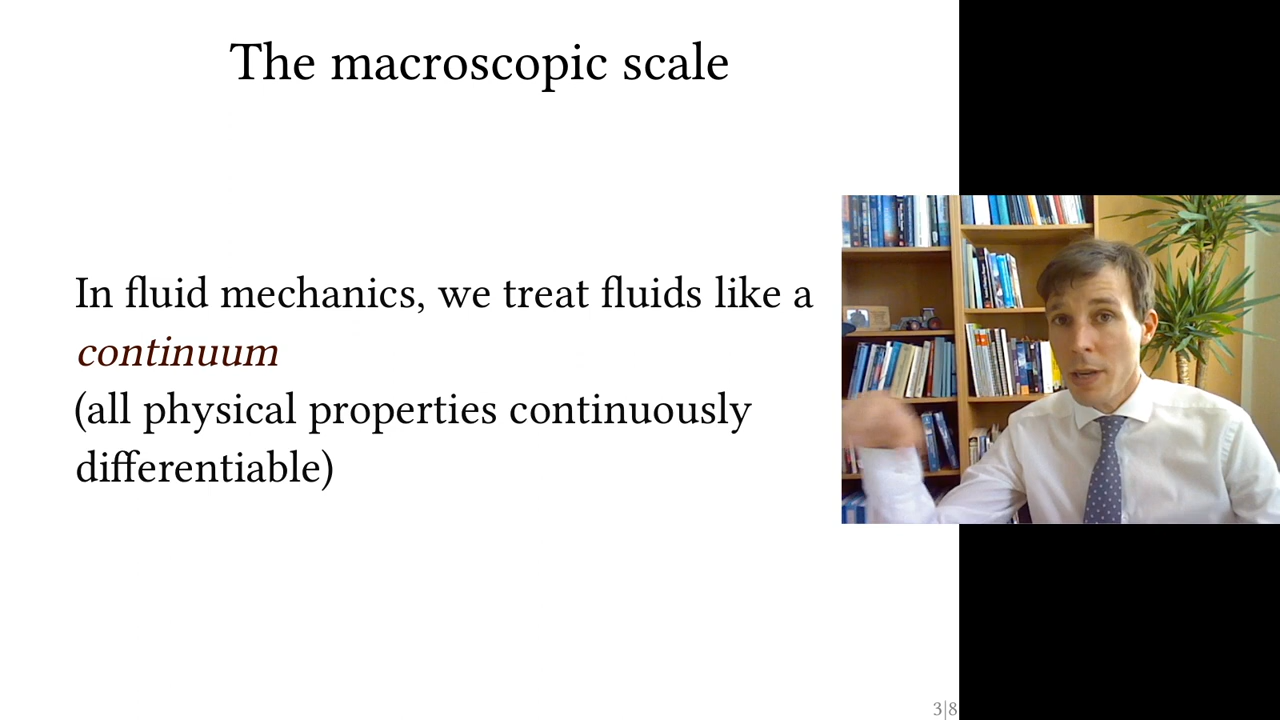 The macroscopic scale
In fluid mechanics, we treat fluids like a
continuum
(all physical properties continuously
differentiable)
3|8